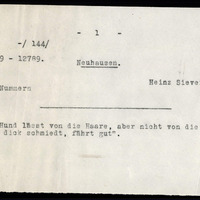 - 1 -
-/ 144/
9 - 12789.
Neuhausen.
Heinz Sieve
Nummern
Hund lässt von die Haare, aber nicht von die
dick schmiedt, fährt gut".